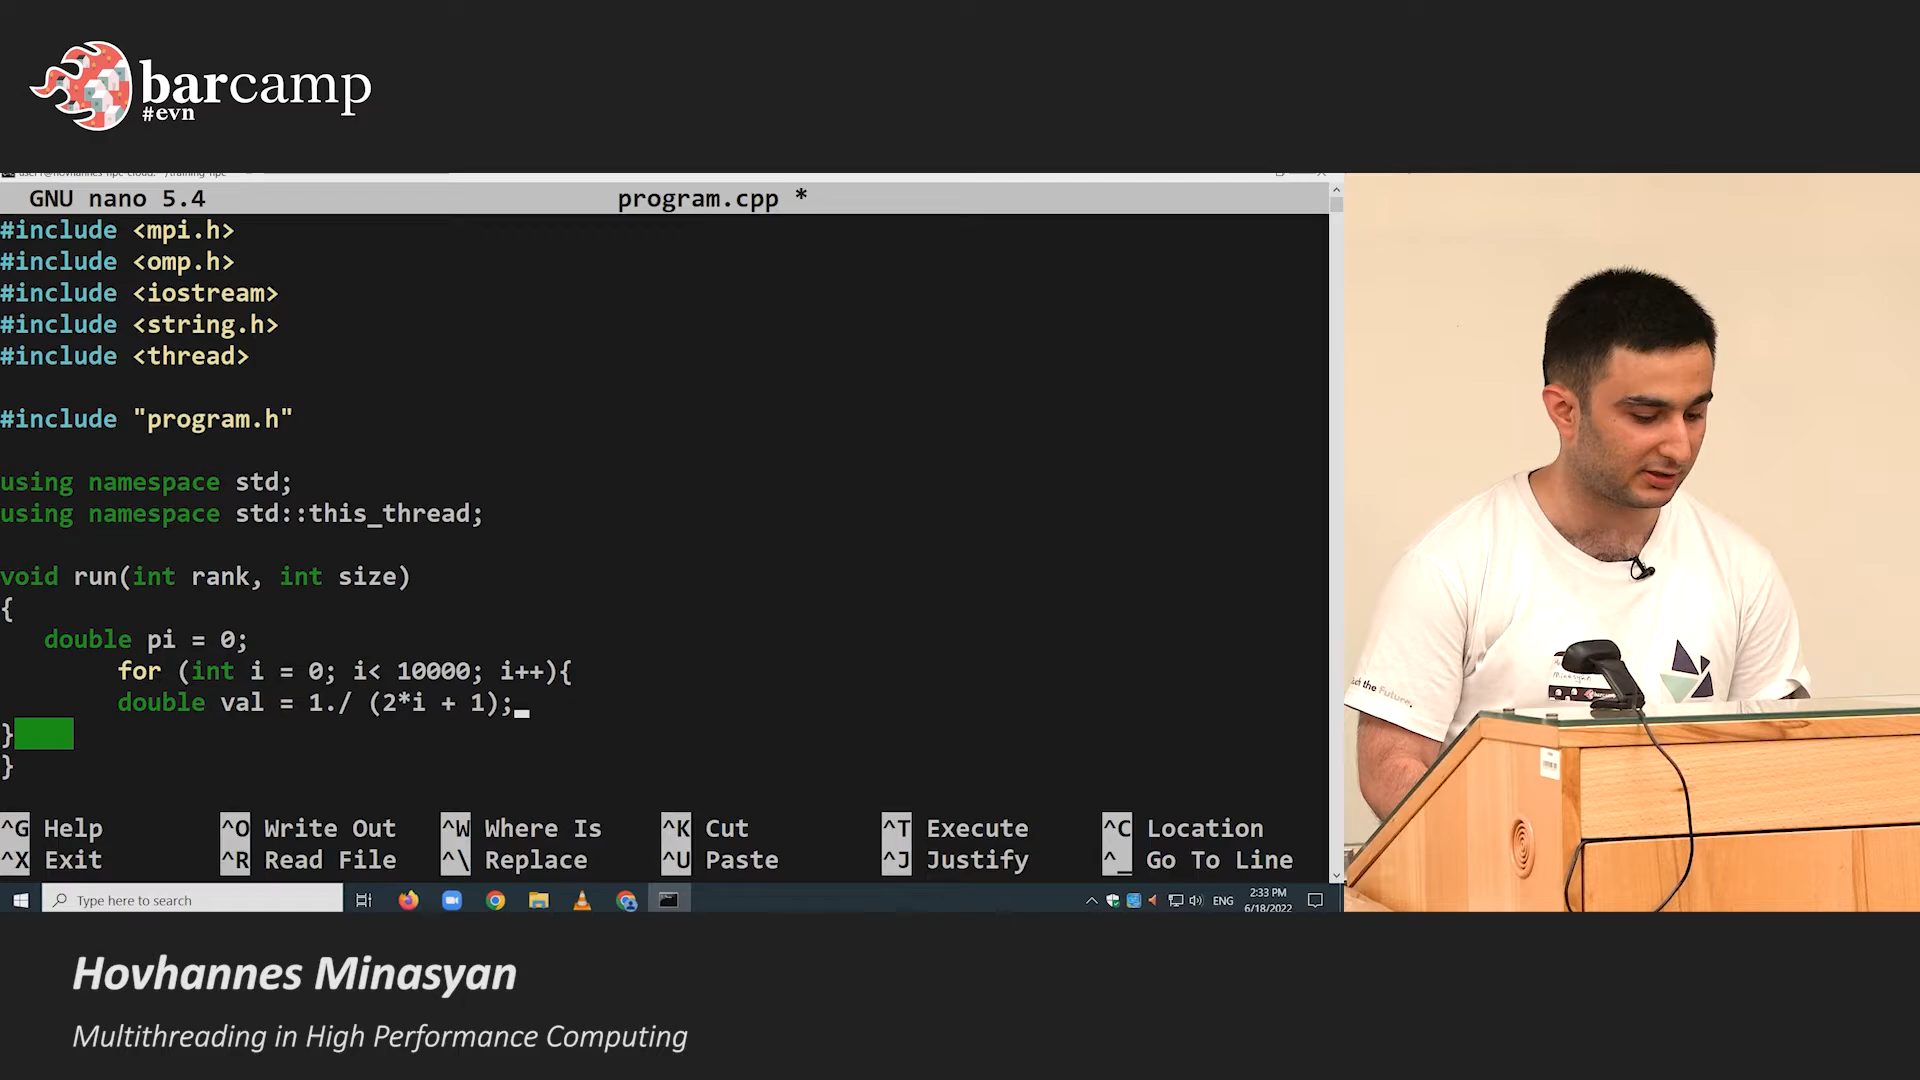 barcamp
#evn
GNU nano 5.4 program.cpp *
#include <mpi.h>
#include <omp.h>
#include <iostream>
#include <string.h>
#include <thread>
#include "program.h"
using namespace std;
using namespace std::this_thread;
void run(int rank, int size)
{
double pi = 0;
for (int i = 0; i< 10000; i++){
double val = 1./ (2*i + 1);
}
}
^G Help ^O Write Out ^W Where Is ^K Cut ^T Execute ^C Location
^X Exit ^R Read File ^\ Replace ^U Paste ^J Justify ^_ Go To Line
Type here to search
ENG
2:33 PM
6/18/2022
the Future.
barcamp
Hovhannes Minasyan
Multithreading in High Performance Computing